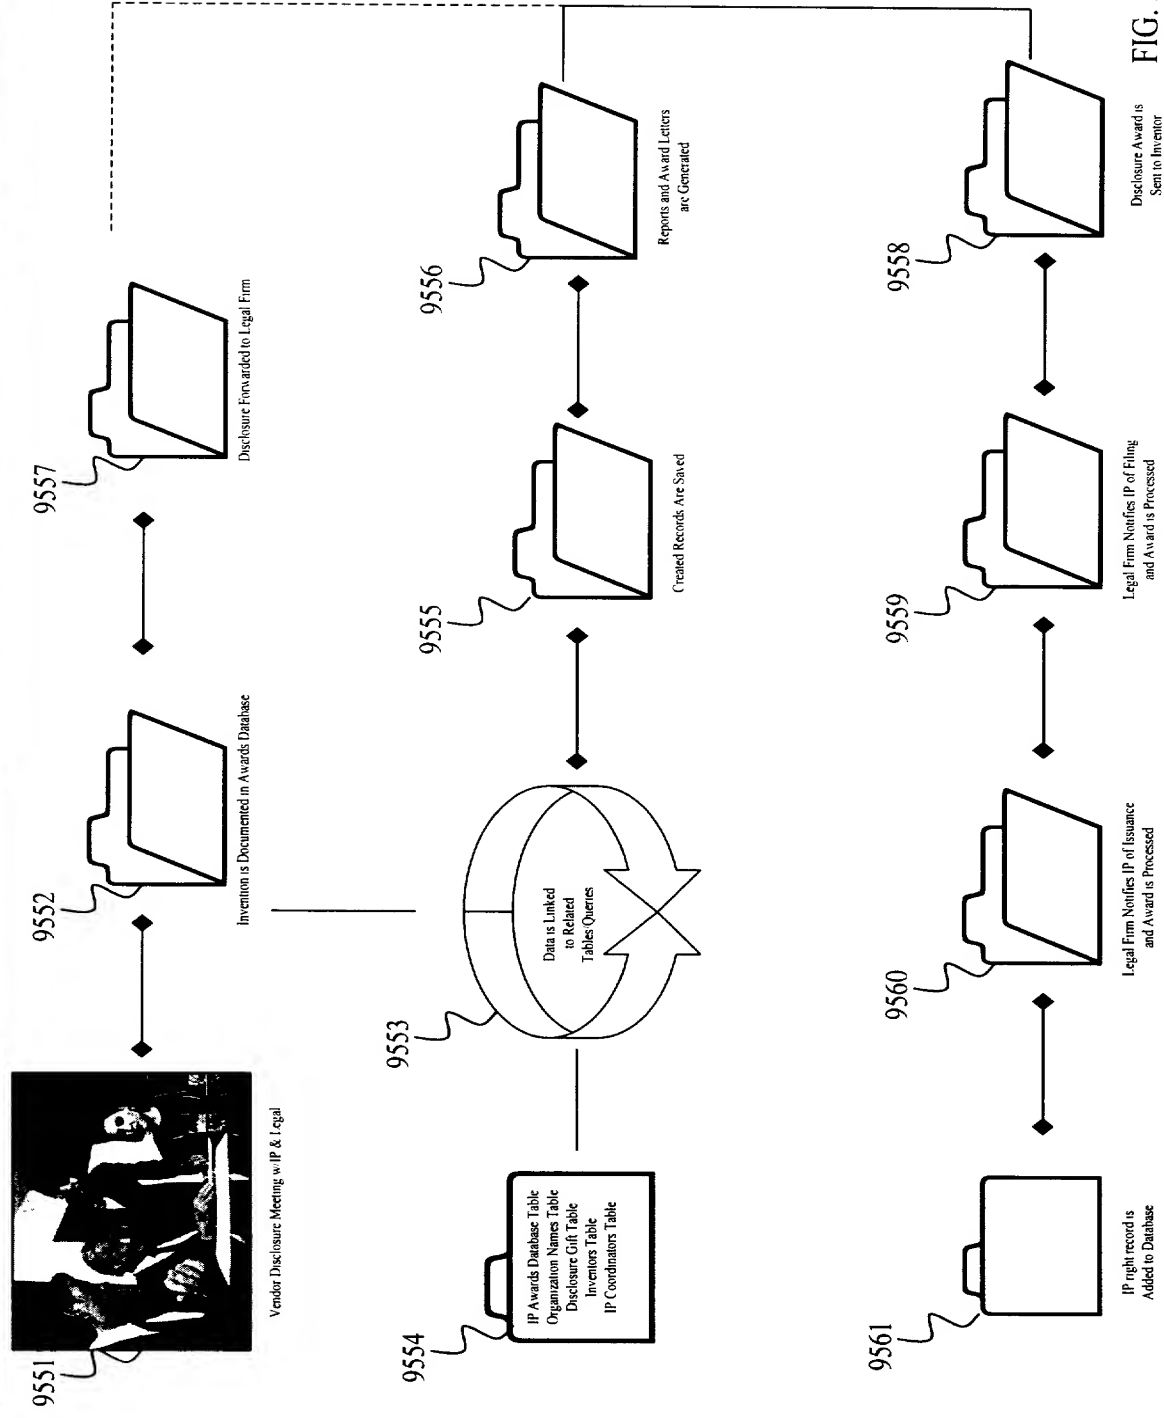 9551
Vendor Disclosure Meeting w/IP & Legal
9552
Invention is Documented in Awards Database
9557
Disclosure Forwarded to Legal Firm
9554
IP Awards Database Table
Organization Names Table
Disclosure Gift Table
Inventors Table
IP Coordinators Table
9553
Data is Linked
to Related
Tables/Queries
9555
Created Records Are Saved
9556
Reports and Award Letters
are Generated
9561
IP right record is
Added to Database
9560
Legal Firm Notifies IP of Issuance
and Award is Processed
9559
Legal Firm Notifies IP of Filing
and Award is Processed
9558
Disclosure Award is
Sent to Inventor
FIG.